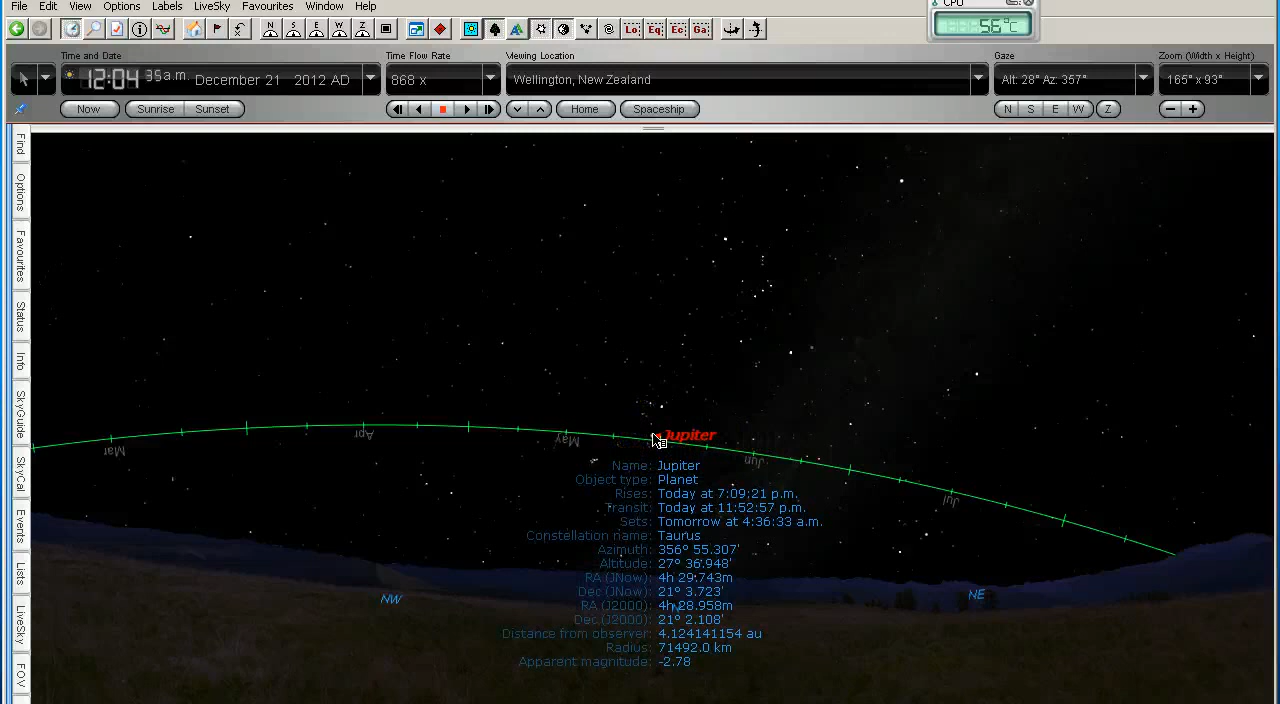 File Edit View Options Labels LiveSky Favourites Window Help
CPU
56°C
N S E W Z
Lo Eq Ec Ga
Time and Date Time Flow Rate Viewing Location Gaze Zoom (Width x Height)
12:04 35 a.m. December 21 2012 AD 868 x Wellington, New Zealand Alt: 28° Az: 357° 165° x 93°
Now Sunrise Sunset Home Spaceship N S E W Z
Find
Options
Favourites
Status
Info
SkyGuide
SkyCal
Events
Lists
LiveSky
FOV
Mar
Apr
May
Jun
Jul
Jupiter
Name: Jupiter
Object type: Planet
Rises: Today at 7:09:21 p.m.
Transit: Today at 11:52:57 p.m.
Sets: Tomorrow at 4:36:33 a.m.
Constellation name: Taurus
Azimuth: 356° 55.307'
Altitude: 27° 36.948'
RA (JNow): 4h 29.743m
Dec (JNow): 21° 3.723'
RA (J2000): 4h 28.958m
Dec (J2000): 21° 2.108'
Distance from observer: 4.124141154 au
Radius: 71492.0 km
Apparent magnitude: -2.78
NW
N
NE